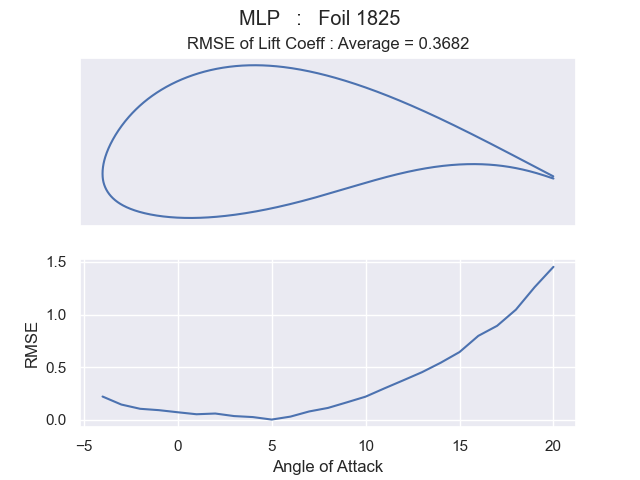 MLP   :   Foil 1825
RMSE of Lift Coeff : Average = 0.3682
1.5
1.0
0.5
0.0
RMSE
−5 0 5 10 15 20
Angle of Attack